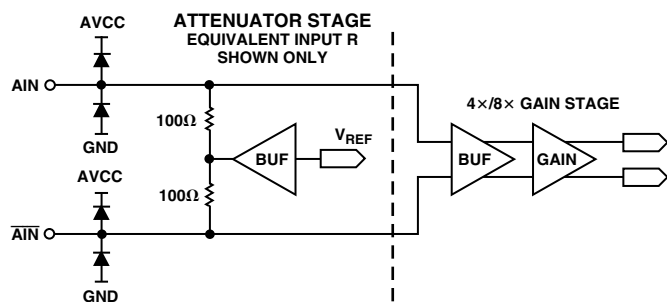 AVCC
ATTENUATOR STAGE
EQUIVALENT INPUT R
SHOWN ONLY
AIN
4×/8× GAIN STAGE
100Ω
VREF
GND
BUF
BUF
GAIN
AVCC
100Ω
AIN
GND